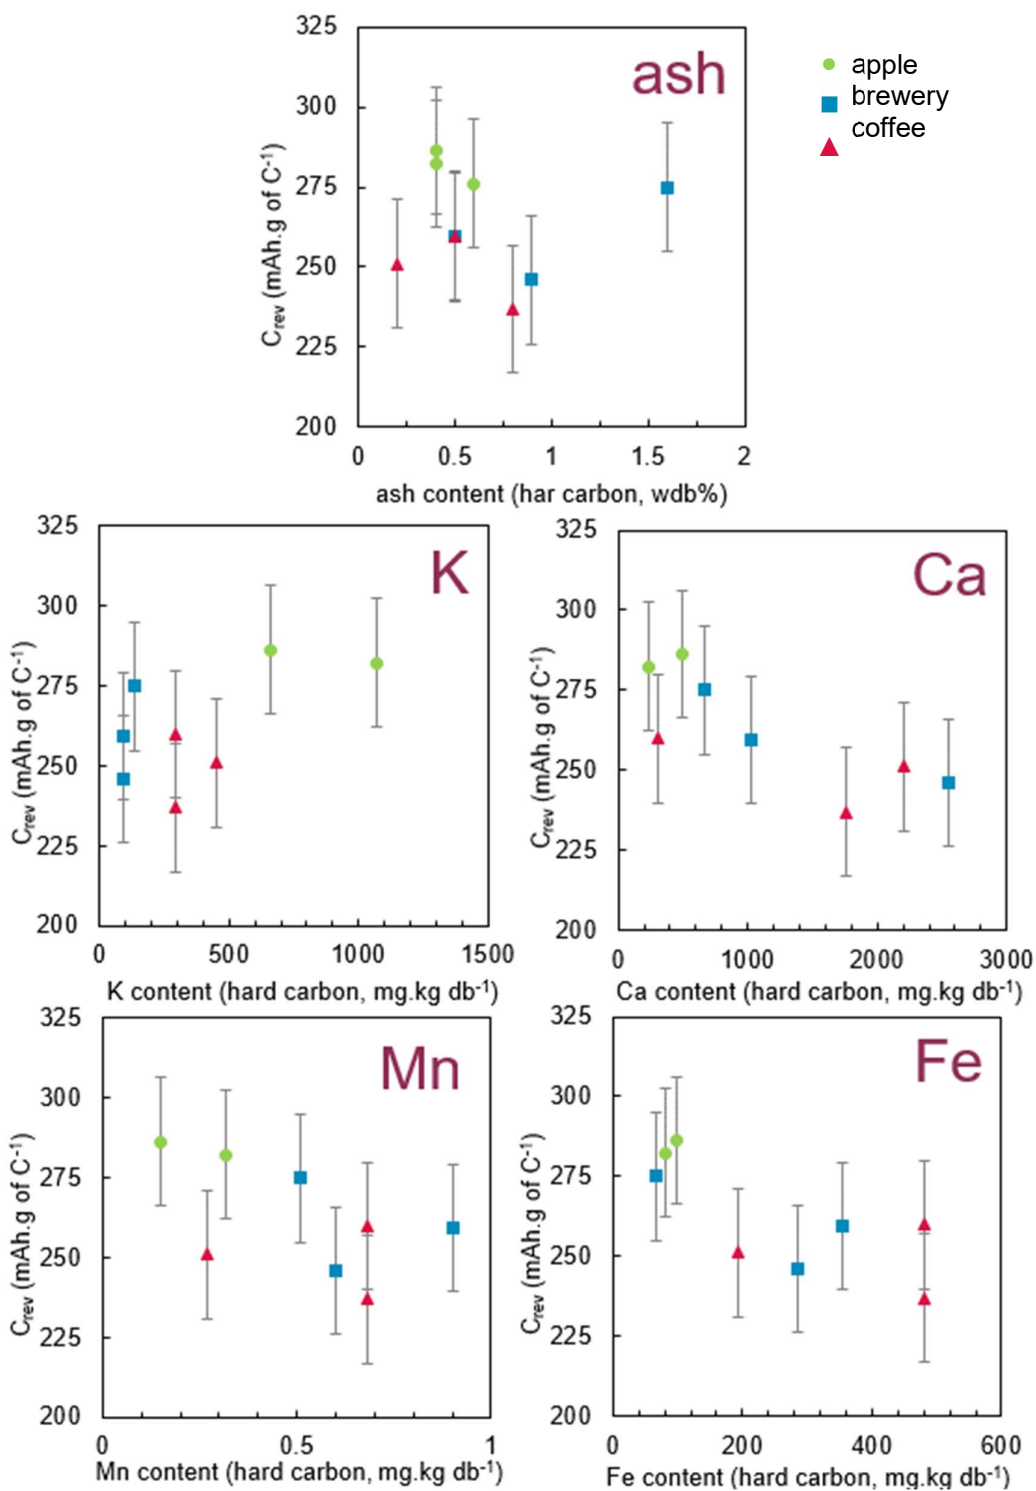 325
300
275
250
225
200
C_rev (mAh.g of C⁻¹)
ash
0 0.5 1 1.5 2
ash content (har carbon, wdb%)
apple
brewery
coffee
325
300
275
250
225
200
C_rev (mAh.g of C⁻¹)
K
0 500 1000 1500
K content (hard carbon, mg.kg db⁻¹)
325
300
275
250
225
200
C_rev (mAh.g of C⁻¹)
Ca
0 1000 2000 3000
Ca content (hard carbon, mg.kg db⁻¹)
325
300
275
250
225
200
C_rev (mAh.g of C⁻¹)
Mn
0 0.5 1
Mn content (hard carbon, mg.kg db⁻¹)
325
300
275
250
225
200
C_rev (mAh.g of C⁻¹)
Fe
0 200 400 600
Fe content (hard carbon, mg.kg db⁻¹)